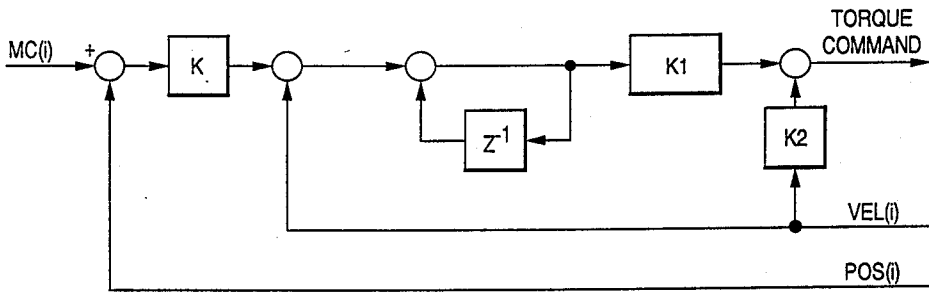 TORQUE
COMMAND
MC(i)
+
K
K1
Z⁻¹
K2
VEL(i)
POS(i)